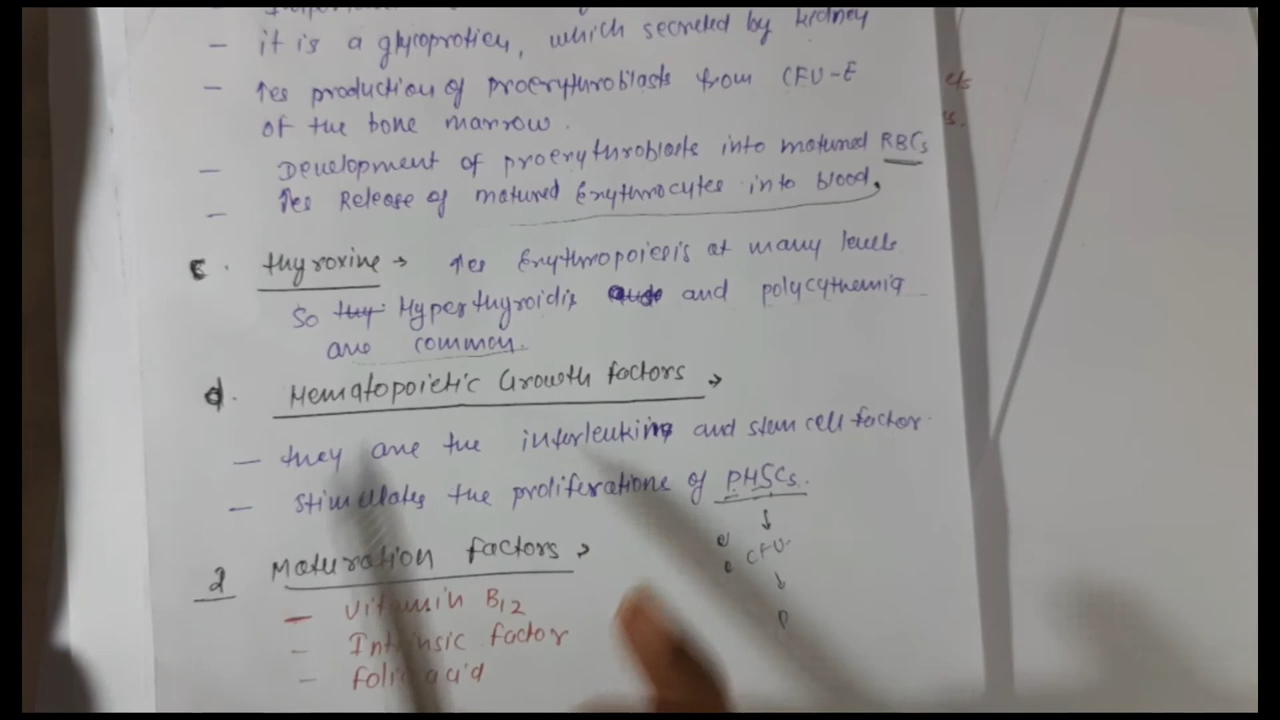 - it is a glycoprotien, which secreted by kidney
- ↑es production of proerythroblasts from CFU-E
of the bone marrow.
- Development of proerythroblasts into matured RBCs
- ↑es Release of matured Erythrocytes into blood.
c. thyroxine → ↑es Erythropoiesis at many levels
So thy Hyperthyroidis and polycythemia
are common.
d. Hematopoietic Growth factors →
- they are the interleukins and stem cell factor.
- Stimulates the proliferations of PHSCs.
↓
CFU-
↓
P
2 Maturation factors →
- Vitamin B12
- Intrinsic factor
- folic acid